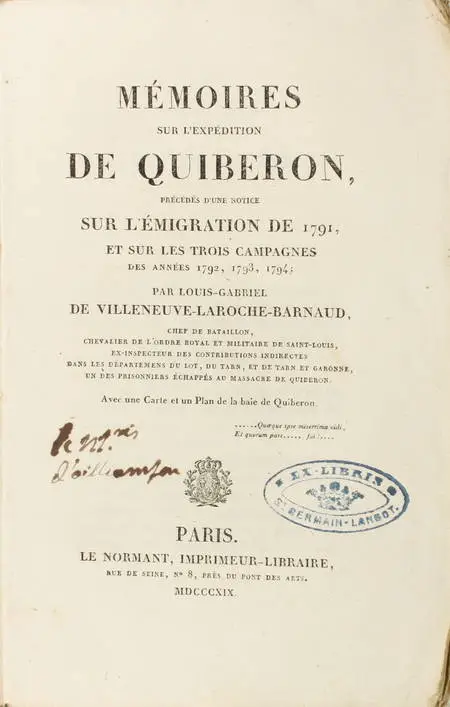 MÉMOIRES
SUR L'EXPÉDITION
DE QUIBERON,
PRÉCÉDÉS D'UNE NOTICE
SUR L'ÉMIGRATION DE 1791,
ET SUR LES TROIS CAMPAGNES
DES ANNÉES 1792, 1793, 1794;
PAR LOUIS-GABRIEL
DE VILLENEUVE-LAROCHE-BARNAUD,
CHEF DE BATAILLON,
CHEVALIER DE L'ORDRE ROYAL ET MILITAIRE DE SAINT-LOUIS,
EX-INSPECTEUR DES CONTRIBUTIONS INDIRECTES
DANS LES DÉPARTEMENS DU LOT, DU TARN, ET DE TARN ET GARONNE,
UN DES PRISONNIERS ÉCHAPPÉS AU MASSACRE DE QUIBERON.
Avec une Carte et un Plan de la baie de Quiberon.
......Quæque ipse miserrima vidi,
Et quorum pars..... fui!....
le M.is
d'oilliamson
EX-LIBRIS
St GERMAIN-LANGOT.
PARIS.
LE NORMANT, IMPRIMEUR-LIBRAIRE,
RUE DE SEINE, N° 8, PRÈS DU PONT DES ARTS.
MDCCCXIX.